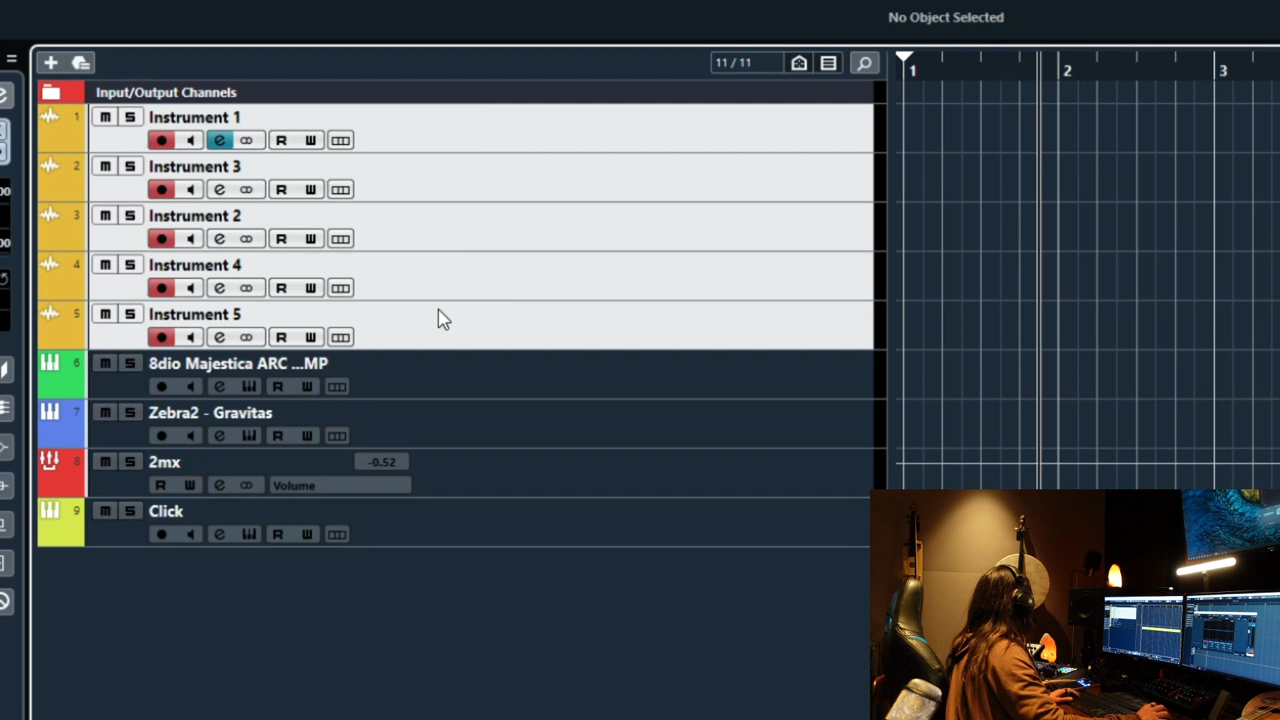 No Object Selected
11 / 11
1 2 3
Input/Output Channels
1 m S Instrument 1
e R W
2 m S Instrument 3
e R W
3 m S Instrument 2
e R W
4 m S Instrument 4
e R W
5 m S Instrument 5
e R W
6 m S 8dio Majestica ARC ...MP
e R W
7 m S Zebra2 - Gravitas
e R W
8 m S 2mx -0.52
R W e Volume
9 m S Click
e R W